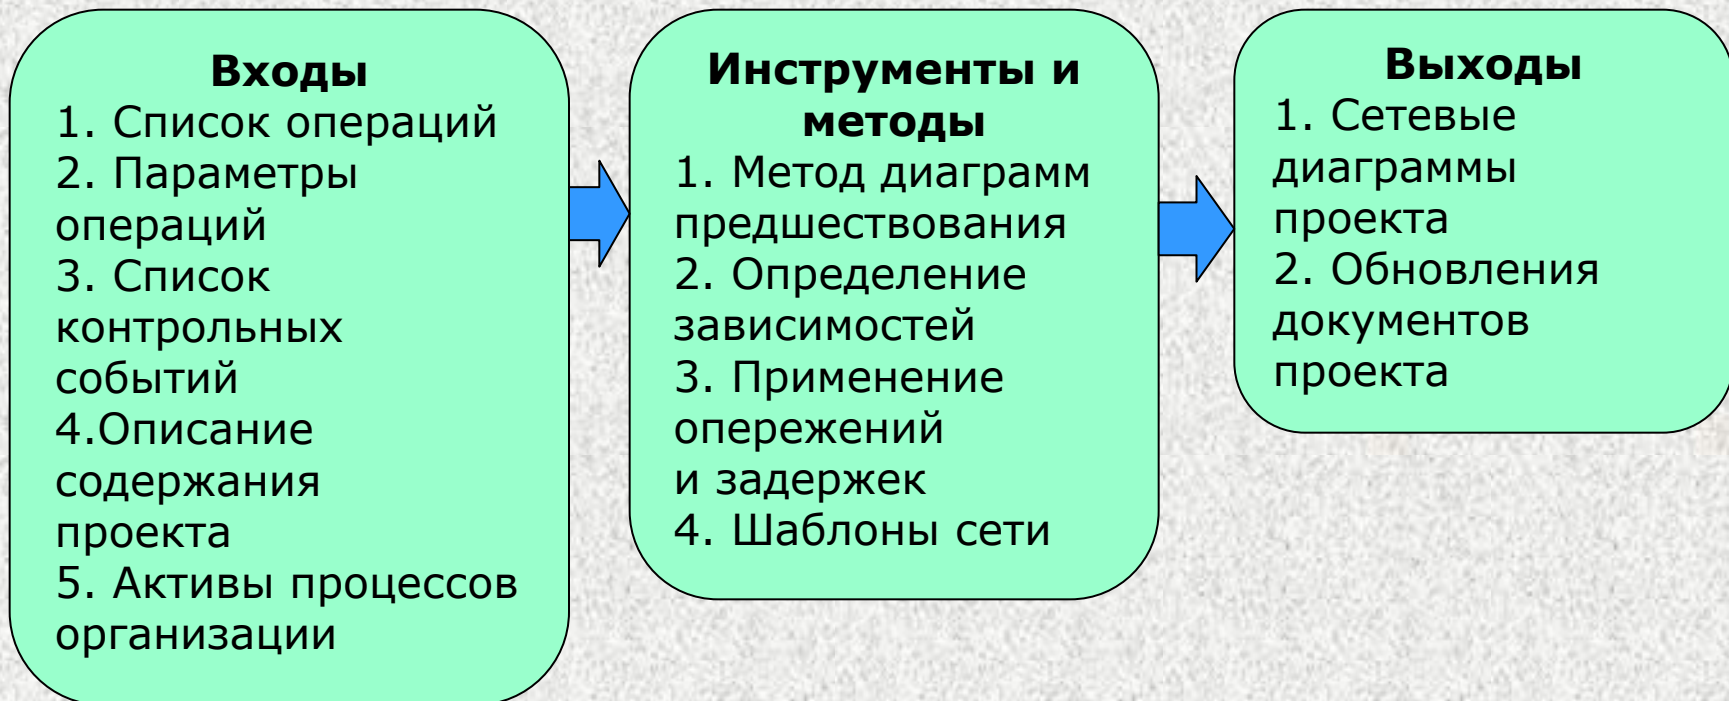 Входы
1. Список операций
2. Параметры
операций
3. Список
контрольных
событий
4.Описание
содержания
проекта
5. Активы процессов
организации
Инструменты и
методы
1. Метод диаграмм
предшествования
2. Определение
зависимостей
3. Применение
опережений
и задержек
4. Шаблоны сети
Выходы
1. Сетевые
диаграммы
проекта
2. Обновления
документов
проекта